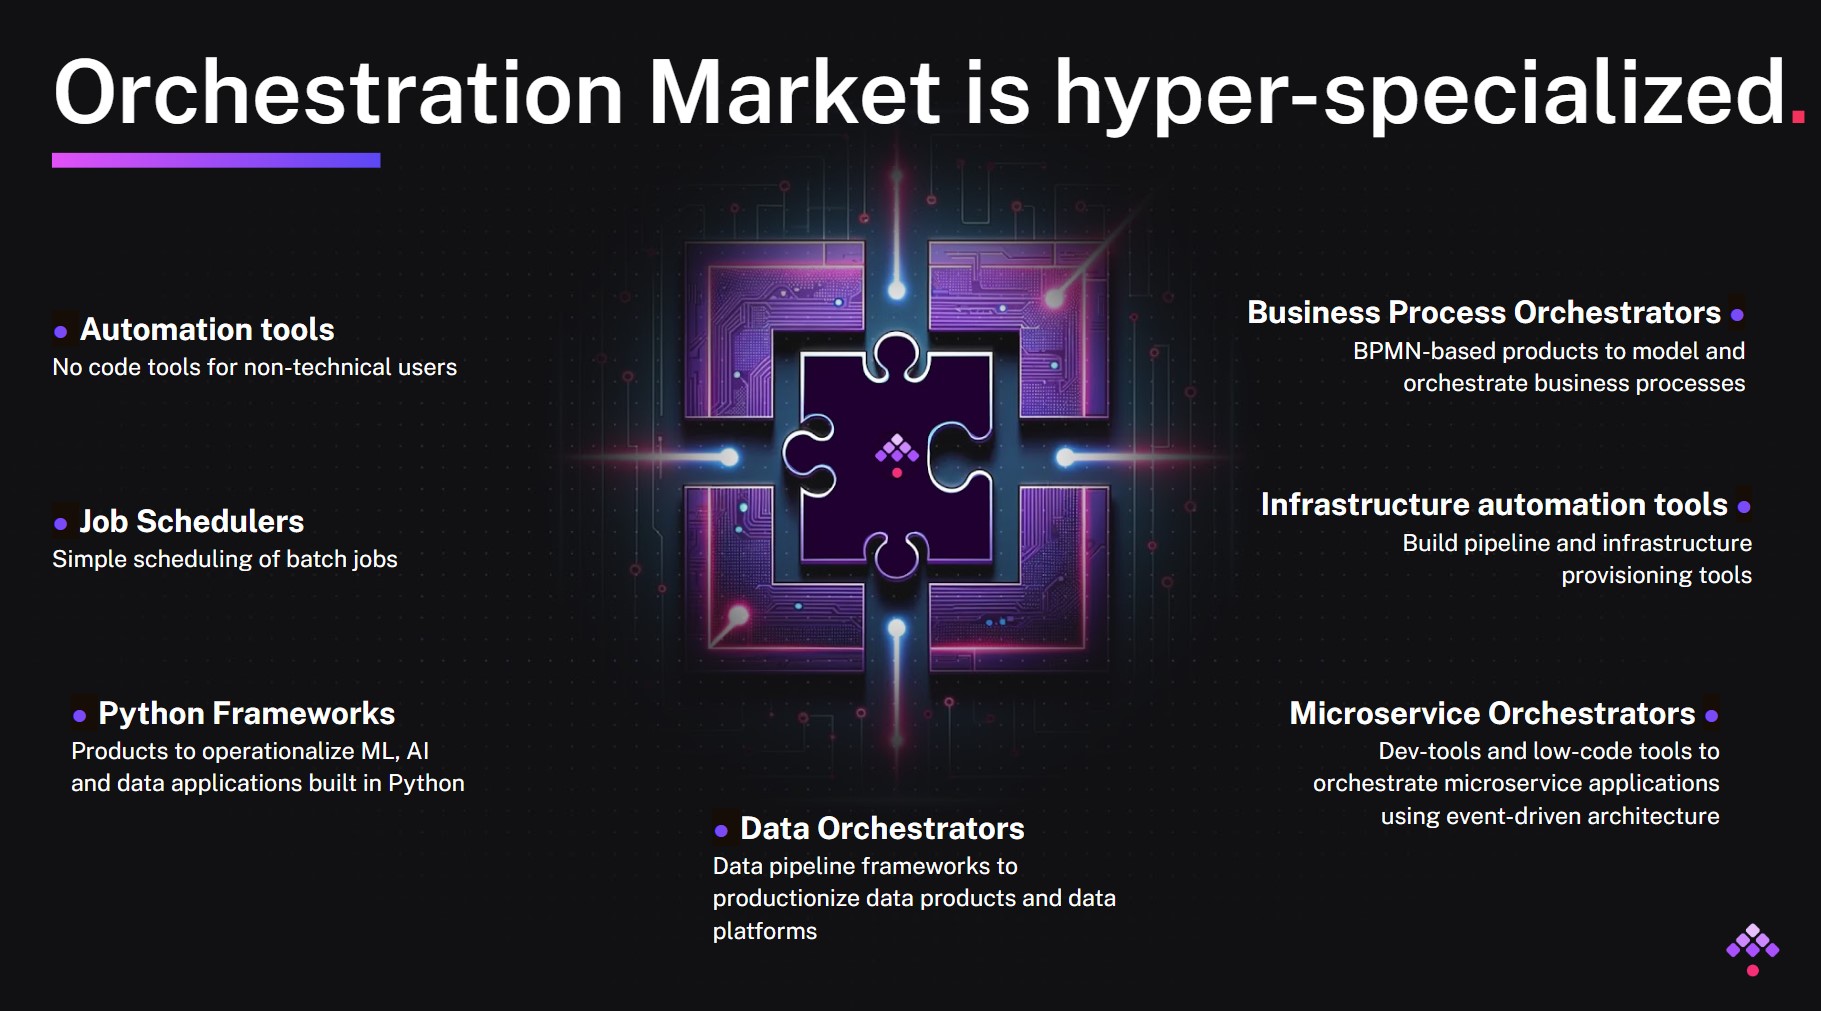 Orchestration Market is hyper-specialized.
Automation tools
No code tools for non-technical users
Job Schedulers
Simple scheduling of batch jobs
Python Frameworks
Products to operationalize ML, AI
and data applications built in Python
Data Orchestrators
Data pipeline frameworks to
productionize data products and data
platforms
Business Process Orchestrators
BPMN-based products to model and
orchestrate business processes
Infrastructure automation tools
Build pipeline and infrastructure
provisioning tools
Microservice Orchestrators
Dev-tools and low-code tools to
orchestrate microservice applications
using event-driven architecture